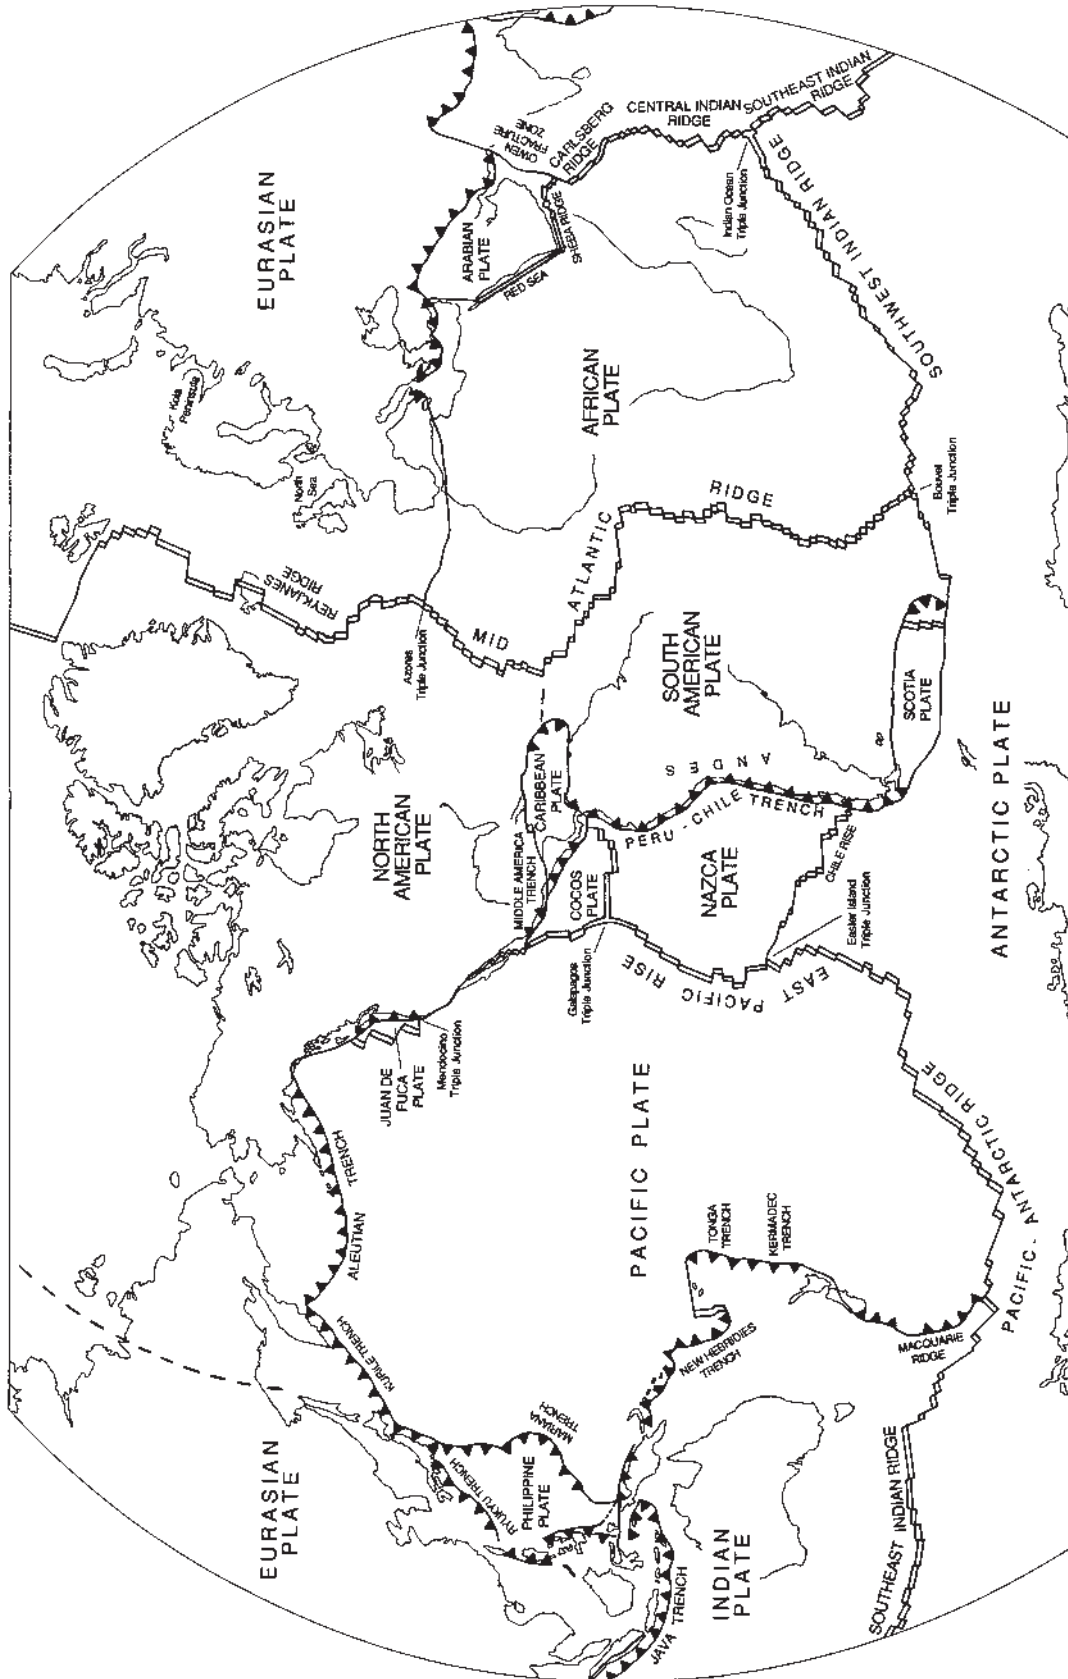 EURASIAN
PLATE
EURASIAN
PLATE
Kola
Peninsula
North
Sea
REYKJANES
RIDGE
Azores
Triple Junction
NORTH
AMERICAN
PLATE
JUAN DE
FUCA
PLATE
Mendocino
Triple Junction
ALEUTIAN
TRENCH
KURILE TRENCH
RYUKYU TRENCH
MARIANA
TRENCH
PHILIPPINE
PLATE
JAVA
TRENCH
INDIAN
PLATE
NEW HEBRIDIES
TRENCH
TONGA
TRENCH
KERMADEC
TRENCH
MACQUARIE
RIDGE
SOUTHEAST INDIAN RIDGE
PACIFIC PLATE
PACIFIC - ANTARCTIC RIDGE
EAST PACIFIC RISE
Galapagos
Triple Junction
MIDDLE AMERICA
TRENCH
COCOS
PLATE
CARIBBEAN
PLATE
NAZCA
PLATE
Easter Island
Triple Junction
CHILE RISE
PERU - CHILE TRENCH
ANDES
SOUTH
AMERICAN
PLATE
SCOTIA
PLATE
ANTARCTIC PLATE
MID ATLANTIC RIDGE
AFRICAN
PLATE
Bouvet
Triple Junction
ARABIAN
PLATE
RED SEA
SHEBA RIDGE
OWEN
FRACTURE
ZONE
CARLSBERG
RIDGE
CENTRAL INDIAN
RIDGE
Indian Ocean
Triple Junction
SOUTHEAST INDIAN
RIDGE
SOUTHWEST INDIAN RIDGE